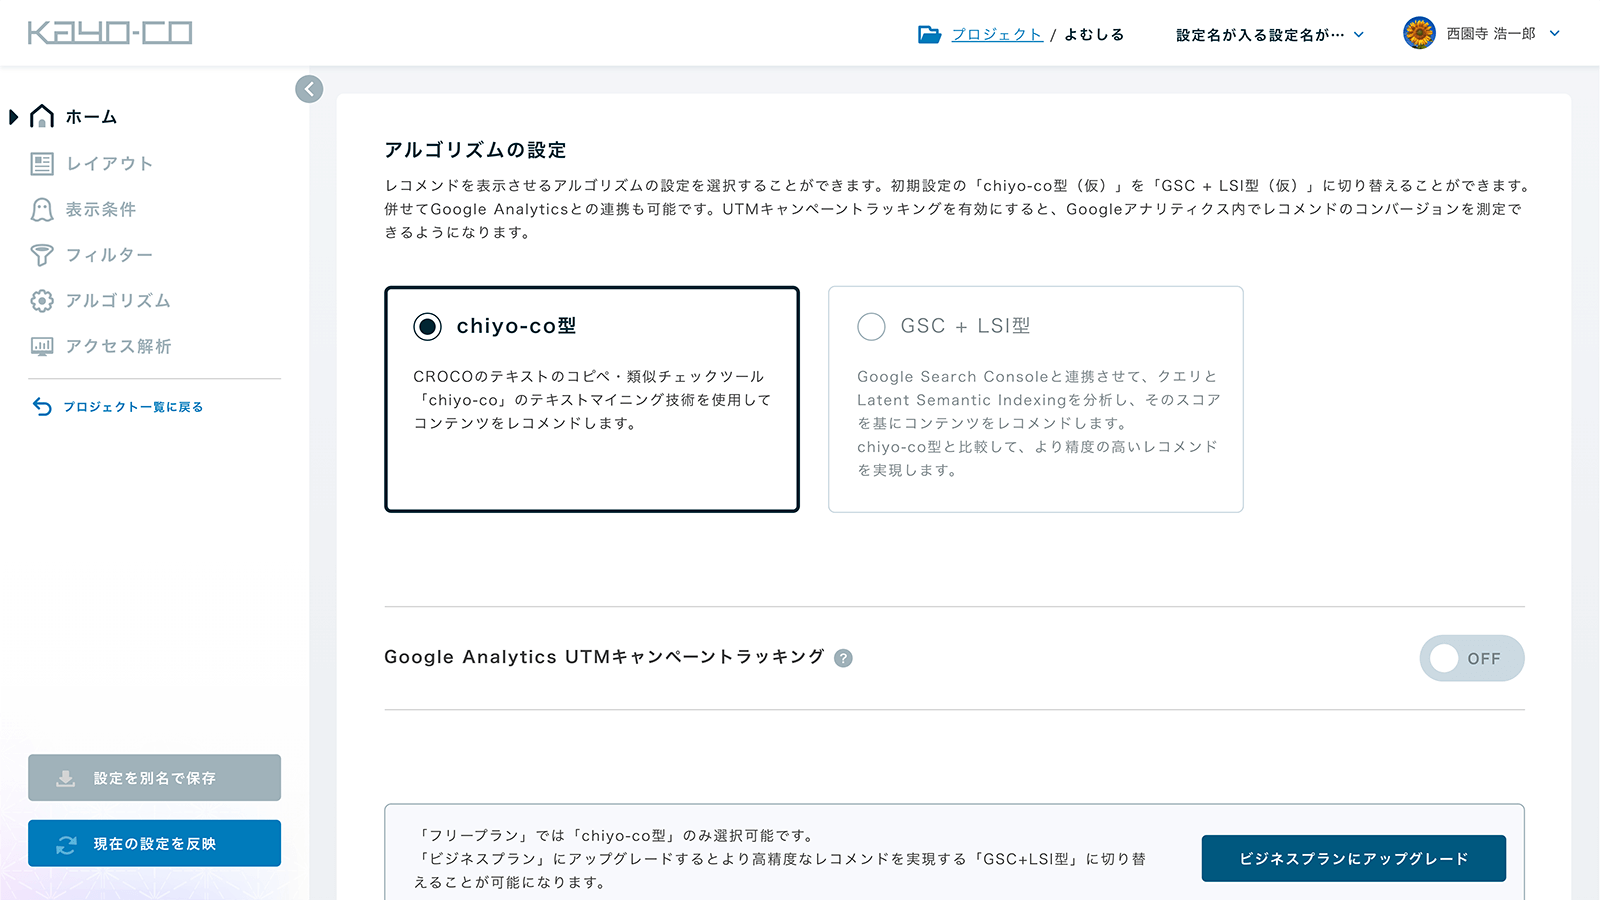 KaYO-CO
プロジェクト / よむしる
設定名が入る設定名が…
西園寺 浩一郎
ホーム
レイアウト
表示条件
フィルター
アルゴリズム
アクセス解析
プロジェクト一覧に戻る
設定を別名で保存
現在の設定を反映
アルゴリズムの設定
レコメンドを表示させるアルゴリズムの設定を選択することができます。初期設定の「chiyo-co型（仮）」を「GSC + LSI型（仮）」に切り替えることができます。
併せてGoogle Analyticsとの連携も可能です。UTMキャンペーントラッキングを有効にすると、Googleアナリティクス内でレコメンドのコンバージョンを測定で
きるようになります。
chiyo-co型
CROCOのテキストのコピペ・類似チェックツール
「chiyo-co」のテキストマイニング技術を使用して
コンテンツをレコメンドします。
GSC + LSI型
Google Search Consoleと連携させて、クエリと
Latent Semantic Indexingを分析し、そのスコア
を基にコンテンツをレコメンドします。
chiyo-co型と比較して、より精度の高いレコメンド
を実現します。
Google Analytics UTMキャンペーントラッキング ?
OFF
「フリープラン」では「chiyo-co型」のみ選択可能です。
「ビジネスプラン」にアップグレードするとより高精度なレコメンドを実現する「GSC+LSI型」に切り替
えることが可能になります。
ビジネスプランにアップグレード